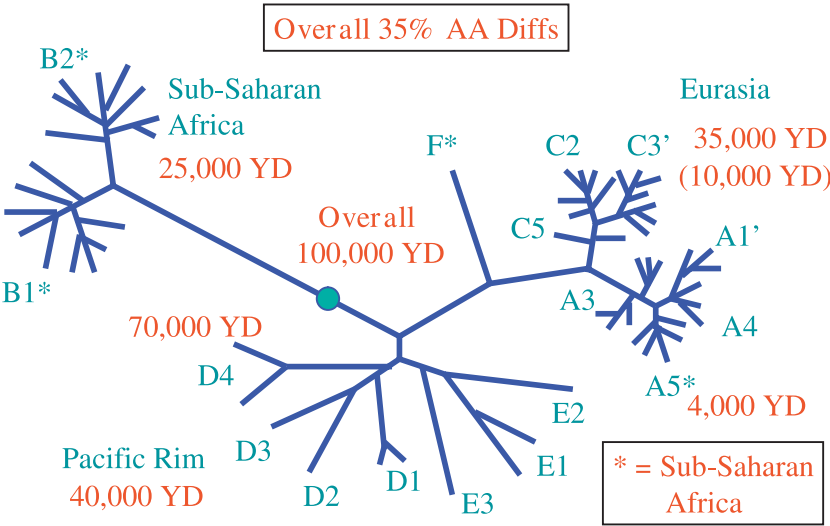 Overall 35% AA Diffs
B2*
Sub-Saharan
Africa
25,000 YD
Eurasia
35,000 YD
(10,000 YD)
F*
C2
C3’
C5
Overall
100,000 YD
A1’
A3
A4
A5*
4,000 YD
B1*
70,000 YD
D4
D3
D2
D1
E3
E1
E2
Pacific Rim
40,000 YD
* = Sub-Saharan
Africa